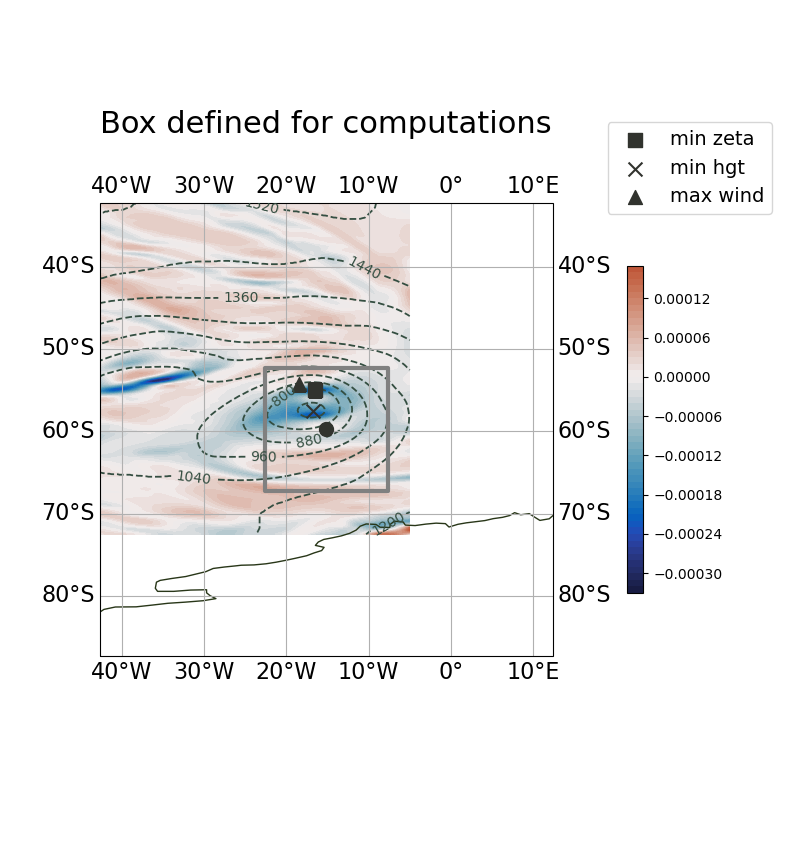 Box defined for computations
min zeta
min hgt
max wind
40°W 30°W 20°W 10°W 0° 10°E
1520
40°S 1440 40°S
1360
50°S 50°S
800
60°S 880 60°S
960
1040
70°S 70°S
1200
80°S 80°S
40°W 30°W 20°W 10°W 0° 10°E
0.00012
0.00006
0.00000
−0.00006
−0.00012
−0.00018
−0.00024
−0.00030